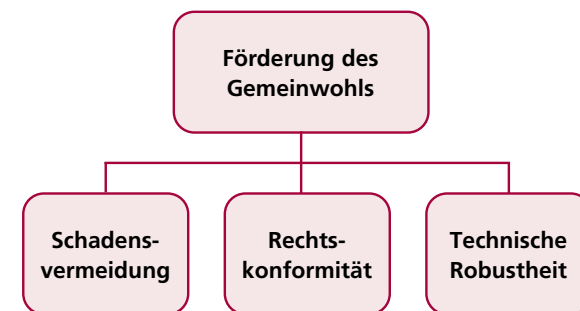 Förderung des
Gemeinwohls
Schadens-
vermeidung
Rechts-
konformität
Technische
Robustheit